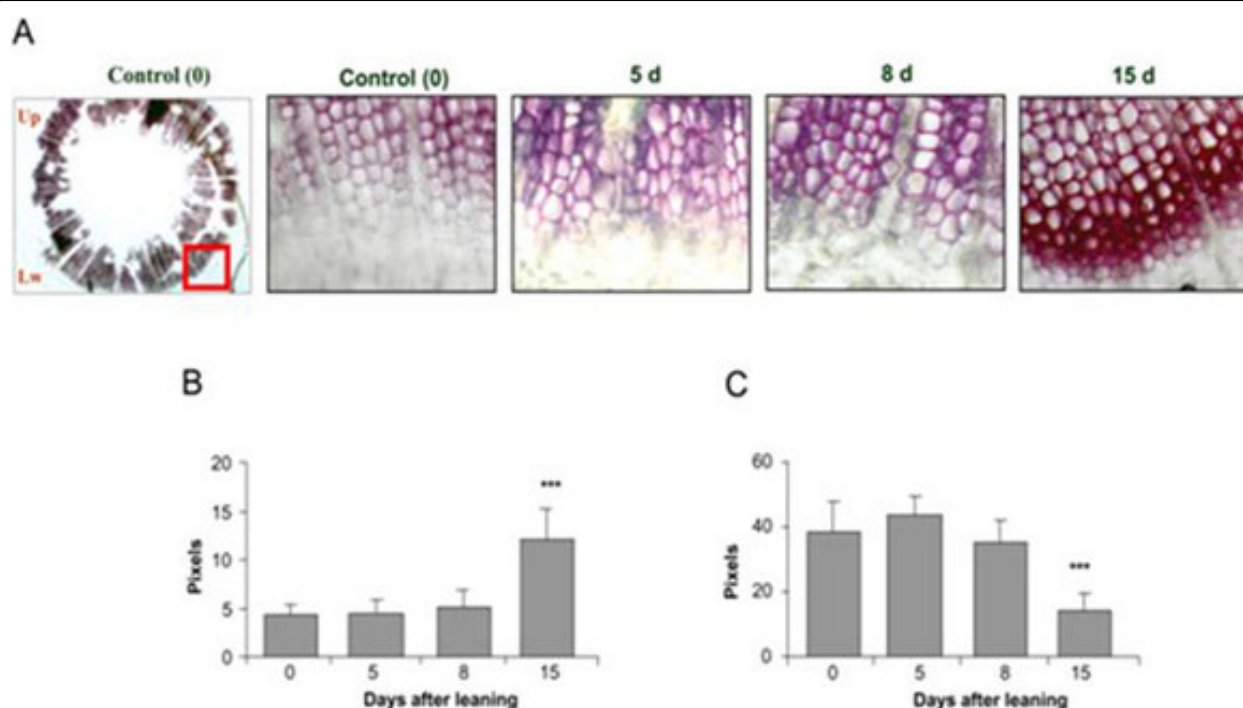 A
Control (0) Control (0) 5 d 8 d 15 d
Up
Lw
B
20
15
10
5
0
Pixels
***
0 5 8 15
Days after leaning
C
60
40
20
0
Pixels
***
0 5 8 15
Days after leaning